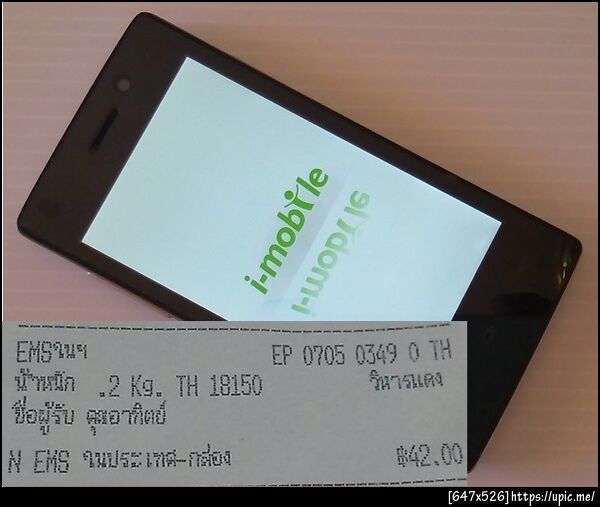 i-mobile
EMSในฯ EP 0705 0349 0 TH
น้ำหนัก .2 Kg. TH 18150 วิหารแดง
ชื่อผู้รับ คุณอาทิตย์
N EMS ในประเทศ-กล่อง ฿42.00
[647x526]https://upic.me/